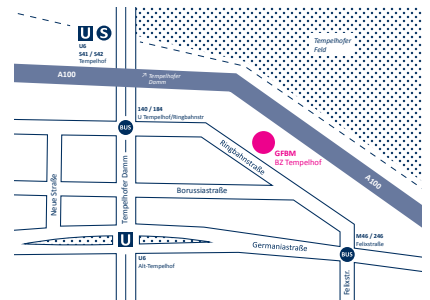 U S
U6
S41 / S42
Tempelhof
Tempelhofer
Feld
A100
↗ Tempelhofer
Damm
140 / 184
U Tempelhof/Ringbahnstr
BUS
Ringbahnstraße
GFBM
BZ Tempelhof
A100
Neue Straße
Tempelhofer Damm
Borussiastraße
U
Germaniastraße
M46 / 246
Felixstraße
BUS
U6
Alt-Tempelhof
Felixstr.